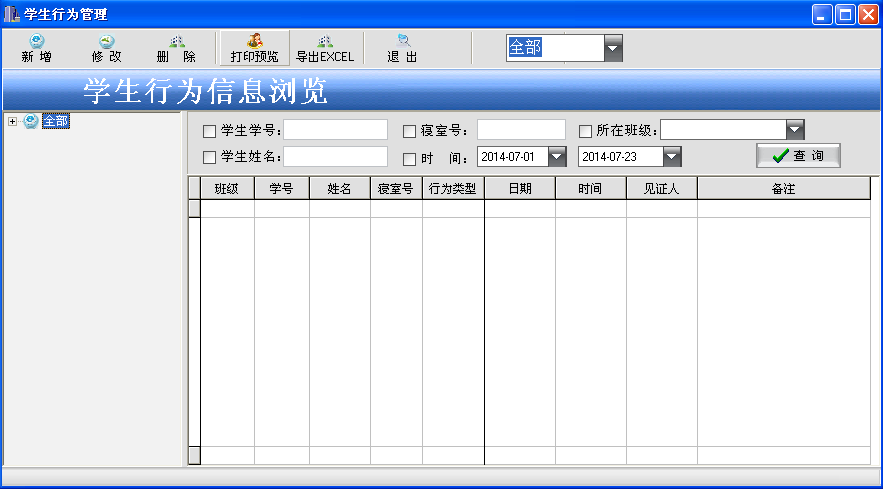 学生行为管理
新 增 修 改 删 除 打印预览 导出EXCEL 退 出 全部
学生行为信息浏览
全部
学生学号： 寝室号： 所在班级：
学生姓名： 时 间： 2014-07-01 2014-07-23 查 询
班级 学号 姓名 寝室号 行为类型 日期 时间 见证人 备注